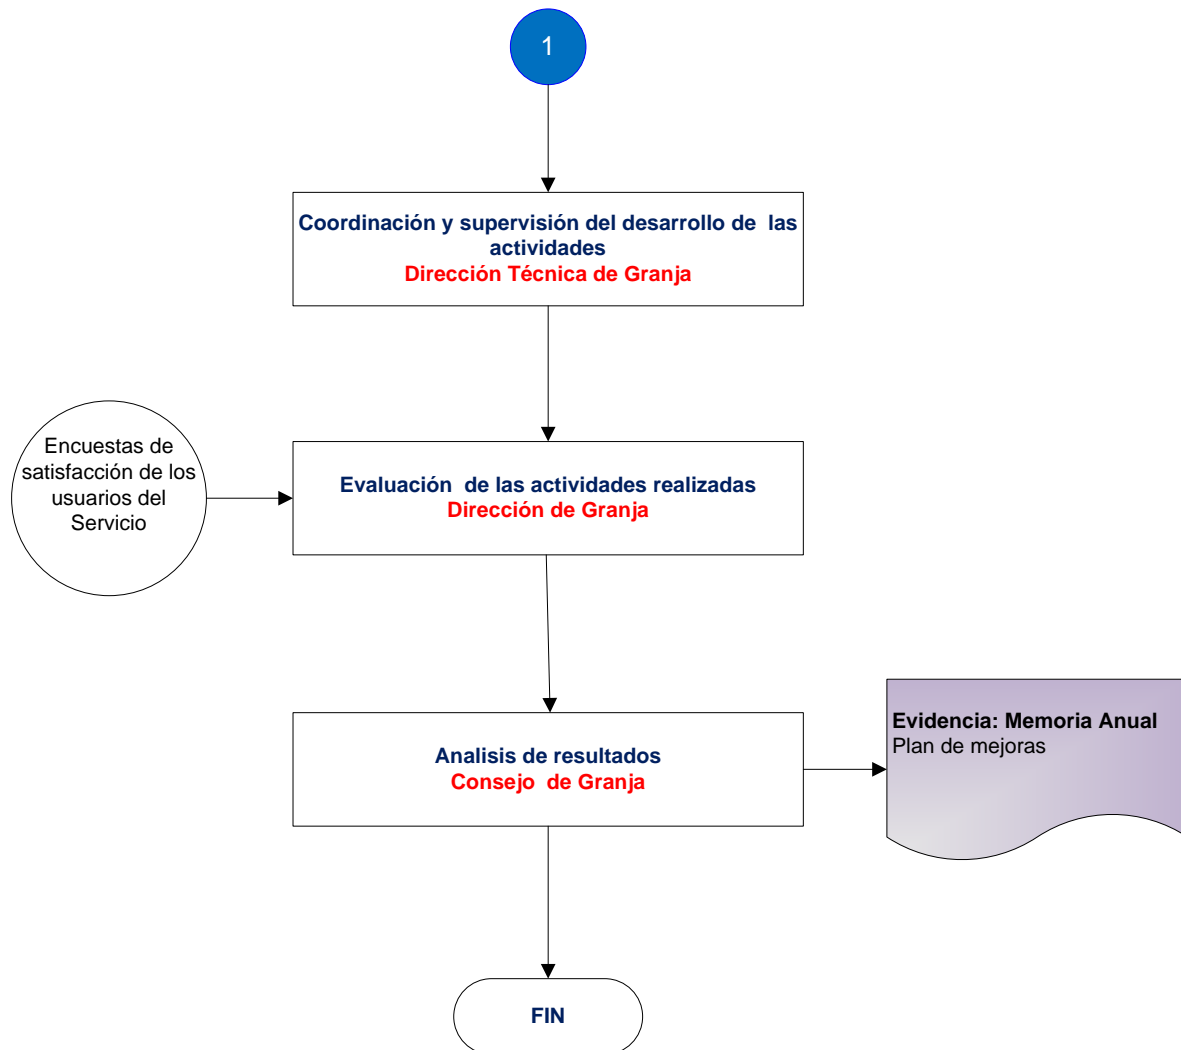 1
Coordinación y supervisión del desarrollo de las
actividades
Dirección Técnica de Granja
Encuestas de
satisfacción de los
usuarios del
Servicio
Evaluación de las actividades realizadas
Dirección de Granja
Analisis de resultados
Consejo de Granja
Evidencia: Memoria Anual
Plan de mejoras
FIN